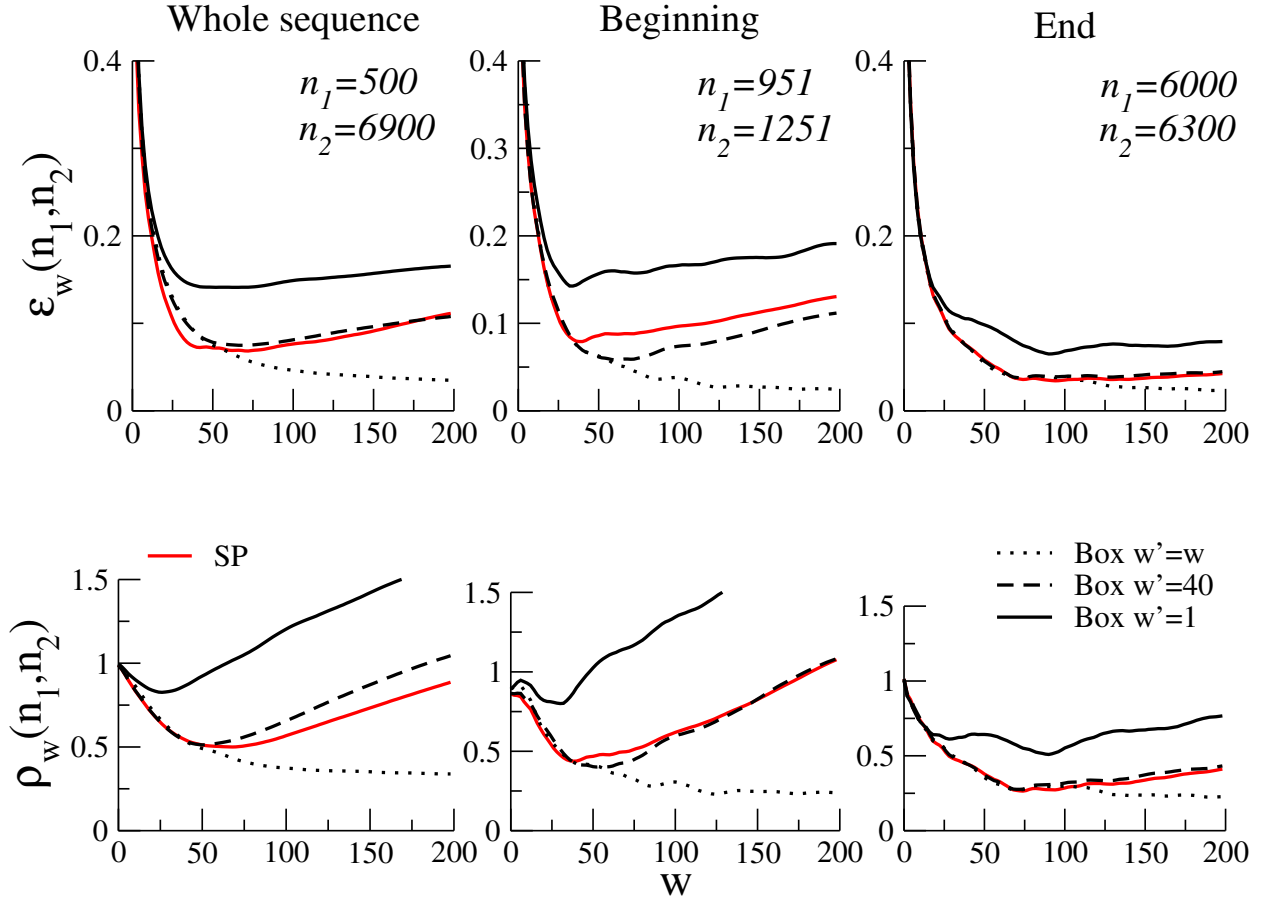 Whole sequence
Beginning
End
n1=500
n2=6900
n1=951
n2=1251
n1=6000
n2=6300
εw(n1,n2)
0.4
0.2
0
0 50 100 150 200
0.4
0.3
0.2
0.1
0
0 50 100 150 200
0.4
0.2
0
0 50 100 150 200
SP
Box w'=w
Box w'=40
Box w'=1
ρw(n1,n2)
1.5
1
0.5
0
0 50 100 150 200
1.5
1
0.5
0
0 50 100 150 200
1.5
1
0.5
0
0 50 100 150 200
w